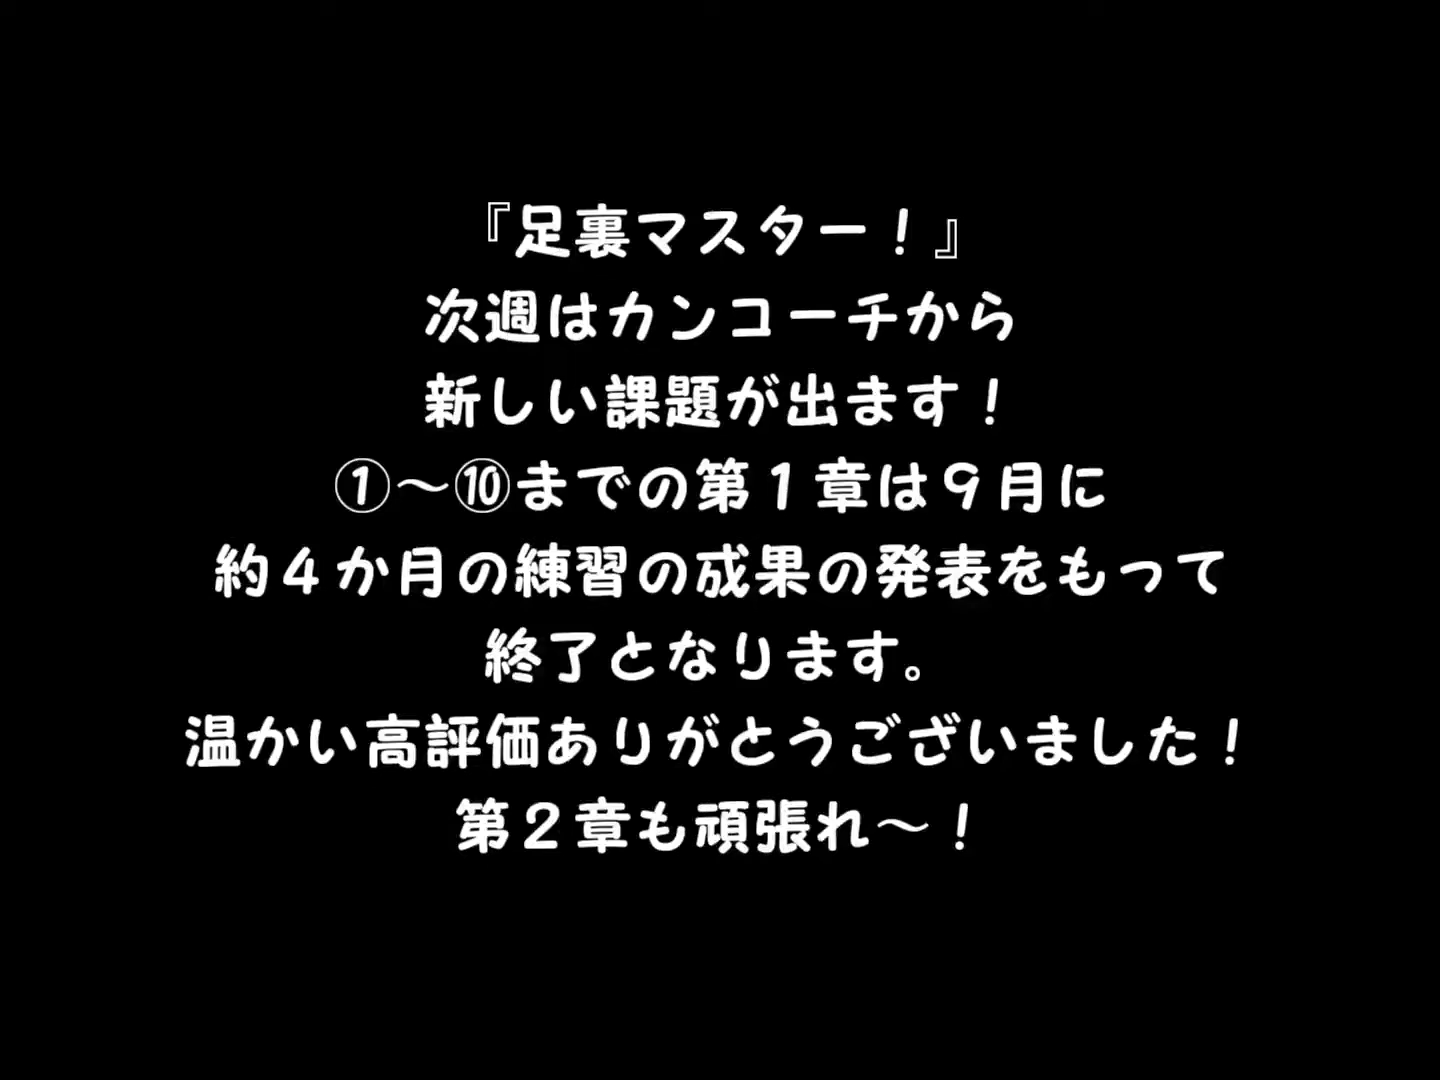 『足裏マスター！』
次週はカンコーチから
新しい課題が出ます！
①～⑩までの第１章は９月に
約４か月の練習の成果の発表をもって
終了となります。
温かい高評価ありがとうございました！
第２章も頑張れ～！